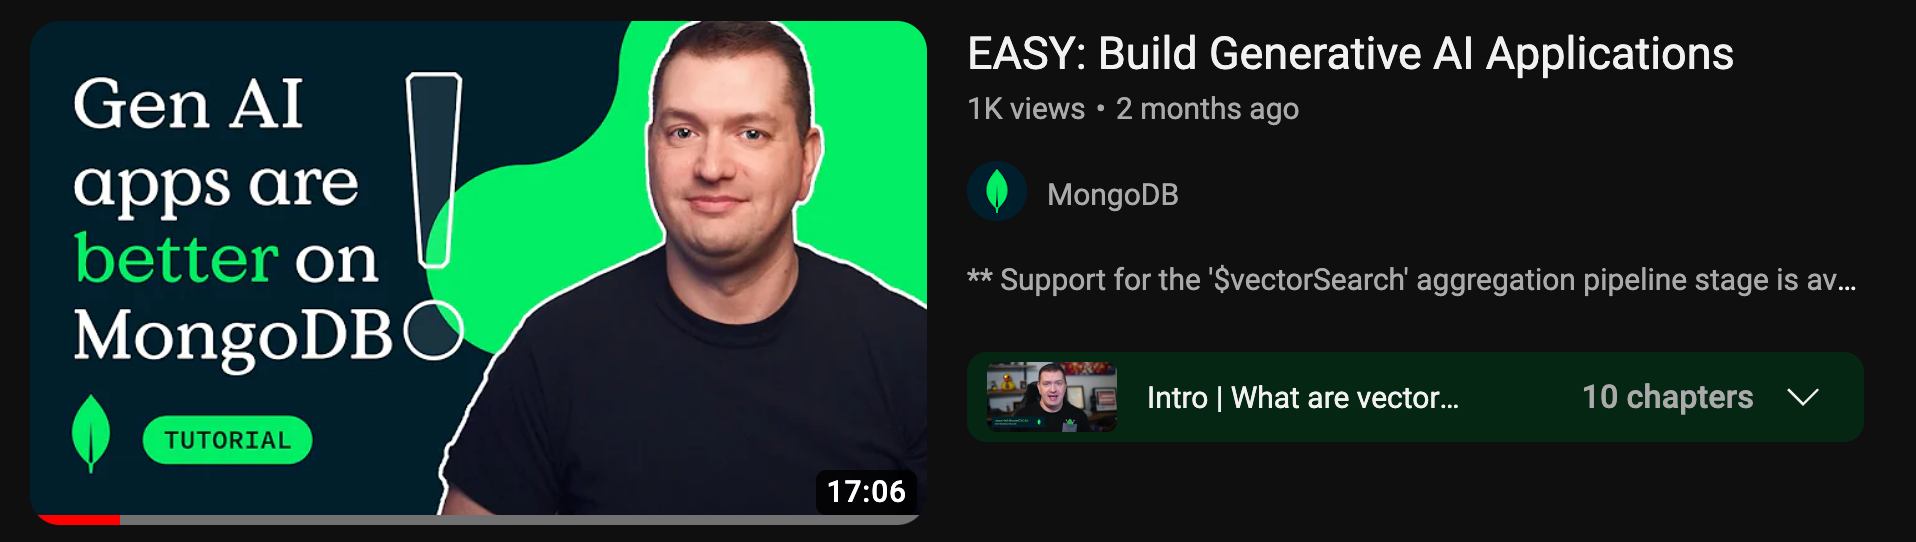 Gen AI
apps are
better on
MongoDB!
TUTORIAL
17:06
EASY: Build Generative AI Applications
1K views • 2 months ago
MongoDB
** Support for the '$vectorSearch' aggregation pipeline stage is av...
Intro | What are vector...
10 chapters